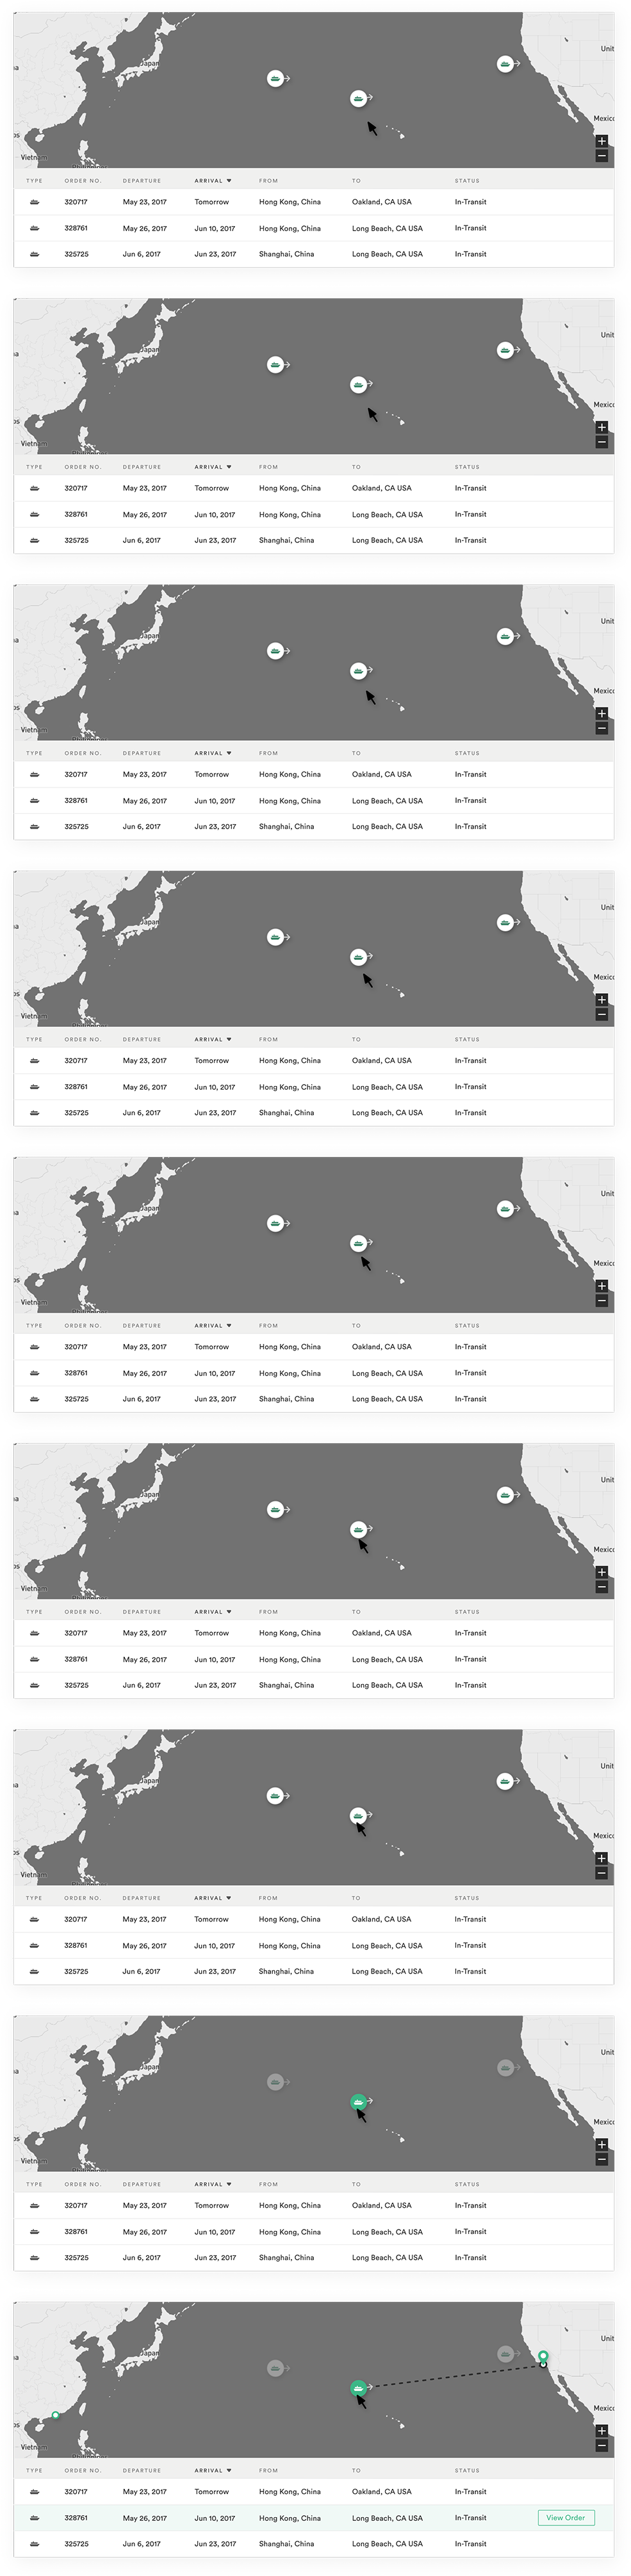 Unit
Japan
Mexico
Vietnam
TYPE ORDER NO. DEPARTURE ARRIVAL FROM TO STATUS
320717 May 23, 2017 Tomorrow Hong Kong, China Oakland, CA USA In-Transit
328761 May 26, 2017 Jun 10, 2017 Hong Kong, China Long Beach, CA USA In-Transit
325725 Jun 6, 2017 Jun 23, 2017 Shanghai, China Long Beach, CA USA In-Transit
Unit
Japan
Mexico
Vietnam
TYPE ORDER NO. DEPARTURE ARRIVAL FROM TO STATUS
320717 May 23, 2017 Tomorrow Hong Kong, China Oakland, CA USA In-Transit
328761 May 26, 2017 Jun 10, 2017 Hong Kong, China Long Beach, CA USA In-Transit
325725 Jun 6, 2017 Jun 23, 2017 Shanghai, China Long Beach, CA USA In-Transit
Unit
Japan
Mexico
Vietnam
TYPE ORDER NO. DEPARTURE ARRIVAL FROM TO STATUS
320717 May 23, 2017 Tomorrow Hong Kong, China Oakland, CA USA In-Transit
328761 May 26, 2017 Jun 10, 2017 Hong Kong, China Long Beach, CA USA In-Transit
325725 Jun 6, 2017 Jun 23, 2017 Shanghai, China Long Beach, CA USA In-Transit
Unit
Japan
Mexico
Vietnam
TYPE ORDER NO. DEPARTURE ARRIVAL FROM TO STATUS
320717 May 23, 2017 Tomorrow Hong Kong, China Oakland, CA USA In-Transit
328761 May 26, 2017 Jun 10, 2017 Hong Kong, China Long Beach, CA USA In-Transit
325725 Jun 6, 2017 Jun 23, 2017 Shanghai, China Long Beach, CA USA In-Transit
Unit
Japan
Mexico
Vietnam
TYPE ORDER NO. DEPARTURE ARRIVAL FROM TO STATUS
320717 May 23, 2017 Tomorrow Hong Kong, China Oakland, CA USA In-Transit
328761 May 26, 2017 Jun 10, 2017 Hong Kong, China Long Beach, CA USA In-Transit
325725 Jun 6, 2017 Jun 23, 2017 Shanghai, China Long Beach, CA USA In-Transit
Unit
Japan
Mexico
Vietnam
TYPE ORDER NO. DEPARTURE ARRIVAL FROM TO STATUS
320717 May 23, 2017 Tomorrow Hong Kong, China Oakland, CA USA In-Transit
328761 May 26, 2017 Jun 10, 2017 Hong Kong, China Long Beach, CA USA In-Transit
325725 Jun 6, 2017 Jun 23, 2017 Shanghai, China Long Beach, CA USA In-Transit
Unit
Japan
Mexico
Vietnam
TYPE ORDER NO. DEPARTURE ARRIVAL FROM TO STATUS
320717 May 23, 2017 Tomorrow Hong Kong, China Oakland, CA USA In-Transit
328761 May 26, 2017 Jun 10, 2017 Hong Kong, China Long Beach, CA USA In-Transit
325725 Jun 6, 2017 Jun 23, 2017 Shanghai, China Long Beach, CA USA In-Transit
Unit
Japan
Mexico
Vietnam
TYPE ORDER NO. DEPARTURE ARRIVAL FROM TO STATUS
320717 May 23, 2017 Tomorrow Hong Kong, China Oakland, CA USA In-Transit
328761 May 26, 2017 Jun 10, 2017 Hong Kong, China Long Beach, CA USA In-Transit
325725 Jun 6, 2017 Jun 23, 2017 Shanghai, China Long Beach, CA USA In-Transit
Unit
Japan
Mexico
Vietnam
TYPE ORDER NO. DEPARTURE ARRIVAL FROM TO STATUS
320717 May 23, 2017 Tomorrow Hong Kong, China Oakland, CA USA In-Transit
328761 May 26, 2017 Jun 10, 2017 Hong Kong, China Long Beach, CA USA In-Transit View Order
325725 Jun 6, 2017 Jun 23, 2017 Shanghai, China Long Beach, CA USA In-Transit